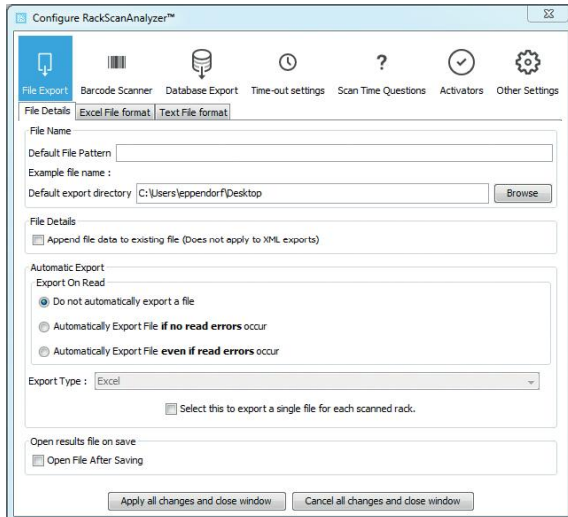 Configure RackScanAnalyzer™
File Export Barcode Scanner Database Export Time-out settings Scan Time Questions Activators Other Settings
File Details Excel File format Text File format
File Name
Default File Pattern
Example file name :
Default export directory C:\Users\eppendorf\Desktop Browse
File Details
Append file data to existing file (Does not apply to XML exports)
Automatic Export
Export On Read
Do not automatically export a file
Automatically Export File if no read errors occur
Automatically Export File even if read errors occur
Export Type : Excel
Select this to export a single file for each scanned rack.
Open results file on save
Open File After Saving
Apply all changes and close window Cancel all changes and close window